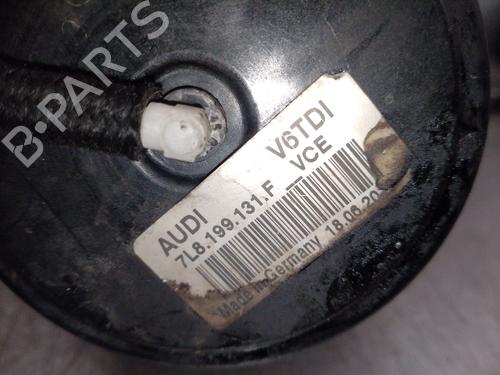 B-PARTS
AUDI V6TDI
7L8.199.131.F VCE
Made in Germany 18.06.20